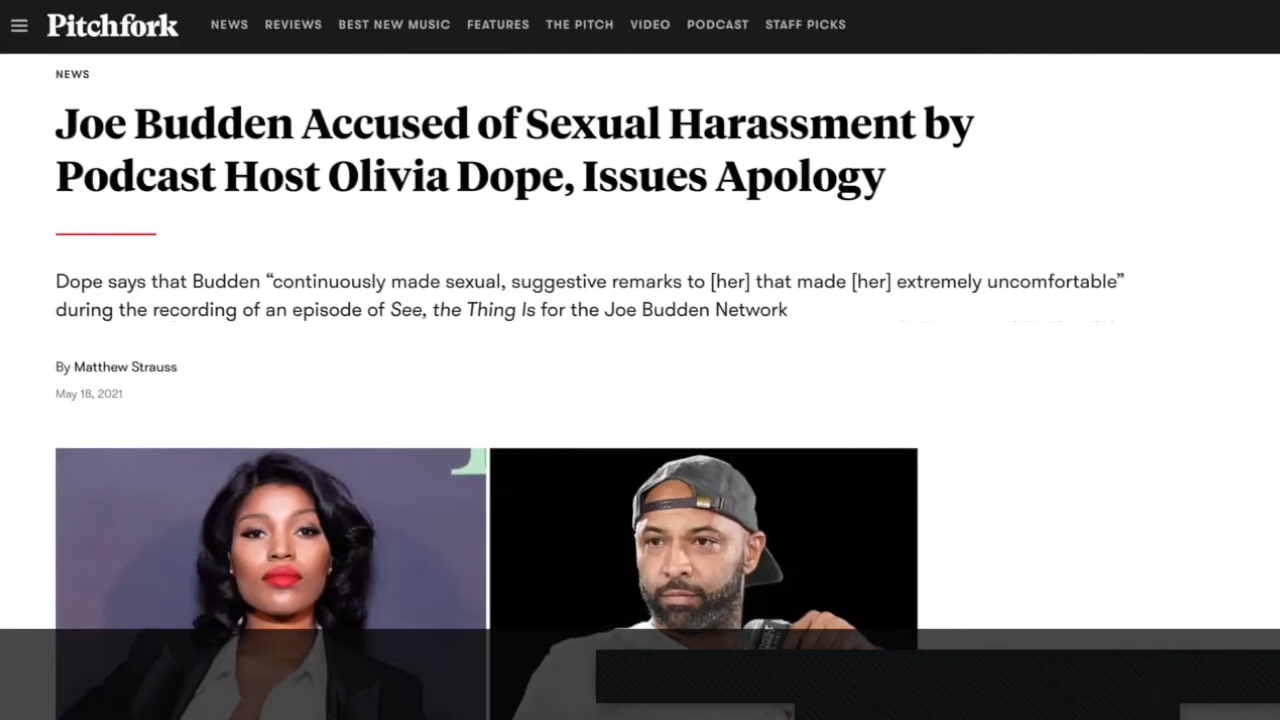 Pitchfork NEWS REVIEWS BEST NEW MUSIC FEATURES THE PITCH VIDEO PODCAST STAFF PICKS
NEWS
Joe Budden Accused of Sexual Harassment by
Podcast Host Olivia Dope, Issues Apology
Dope says that Budden “continuously made sexual, suggestive remarks to [her] that made [her] extremely uncomfortable”
during the recording of an episode of See, the Thing Is for the Joe Budden Network
By Matthew Strauss
May 18, 2021